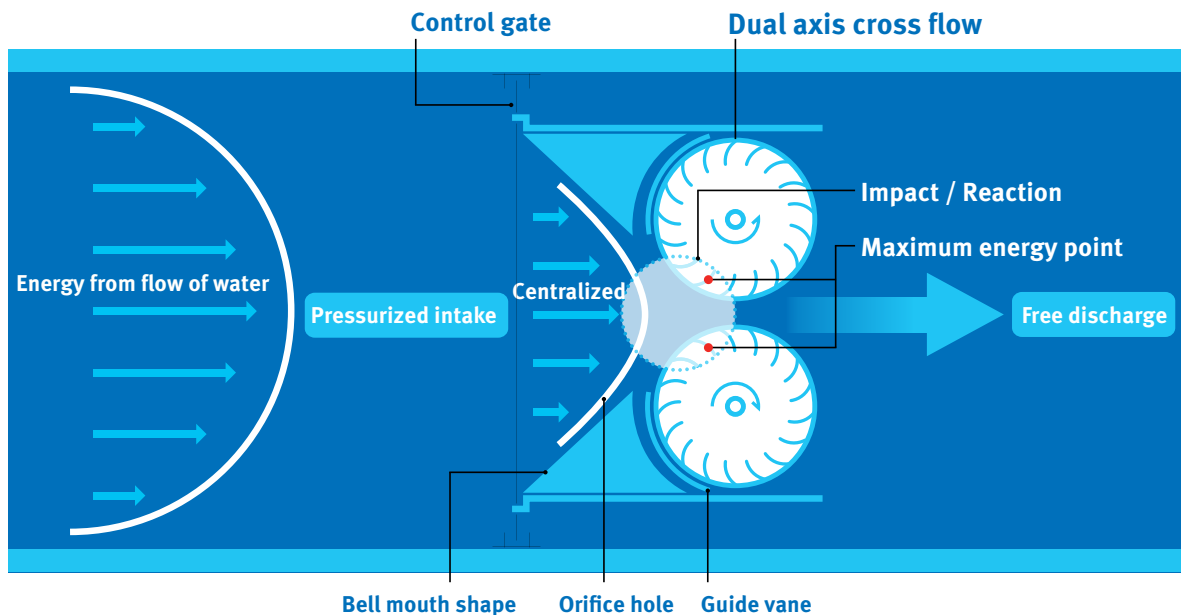 Control gate
Dual axis cross flow
Impact / Reaction
Maximum energy point
Energy from flow of water
Pressurized intake
Centralized
Free discharge
Bell mouth shape
Orifice hole
Guide vane